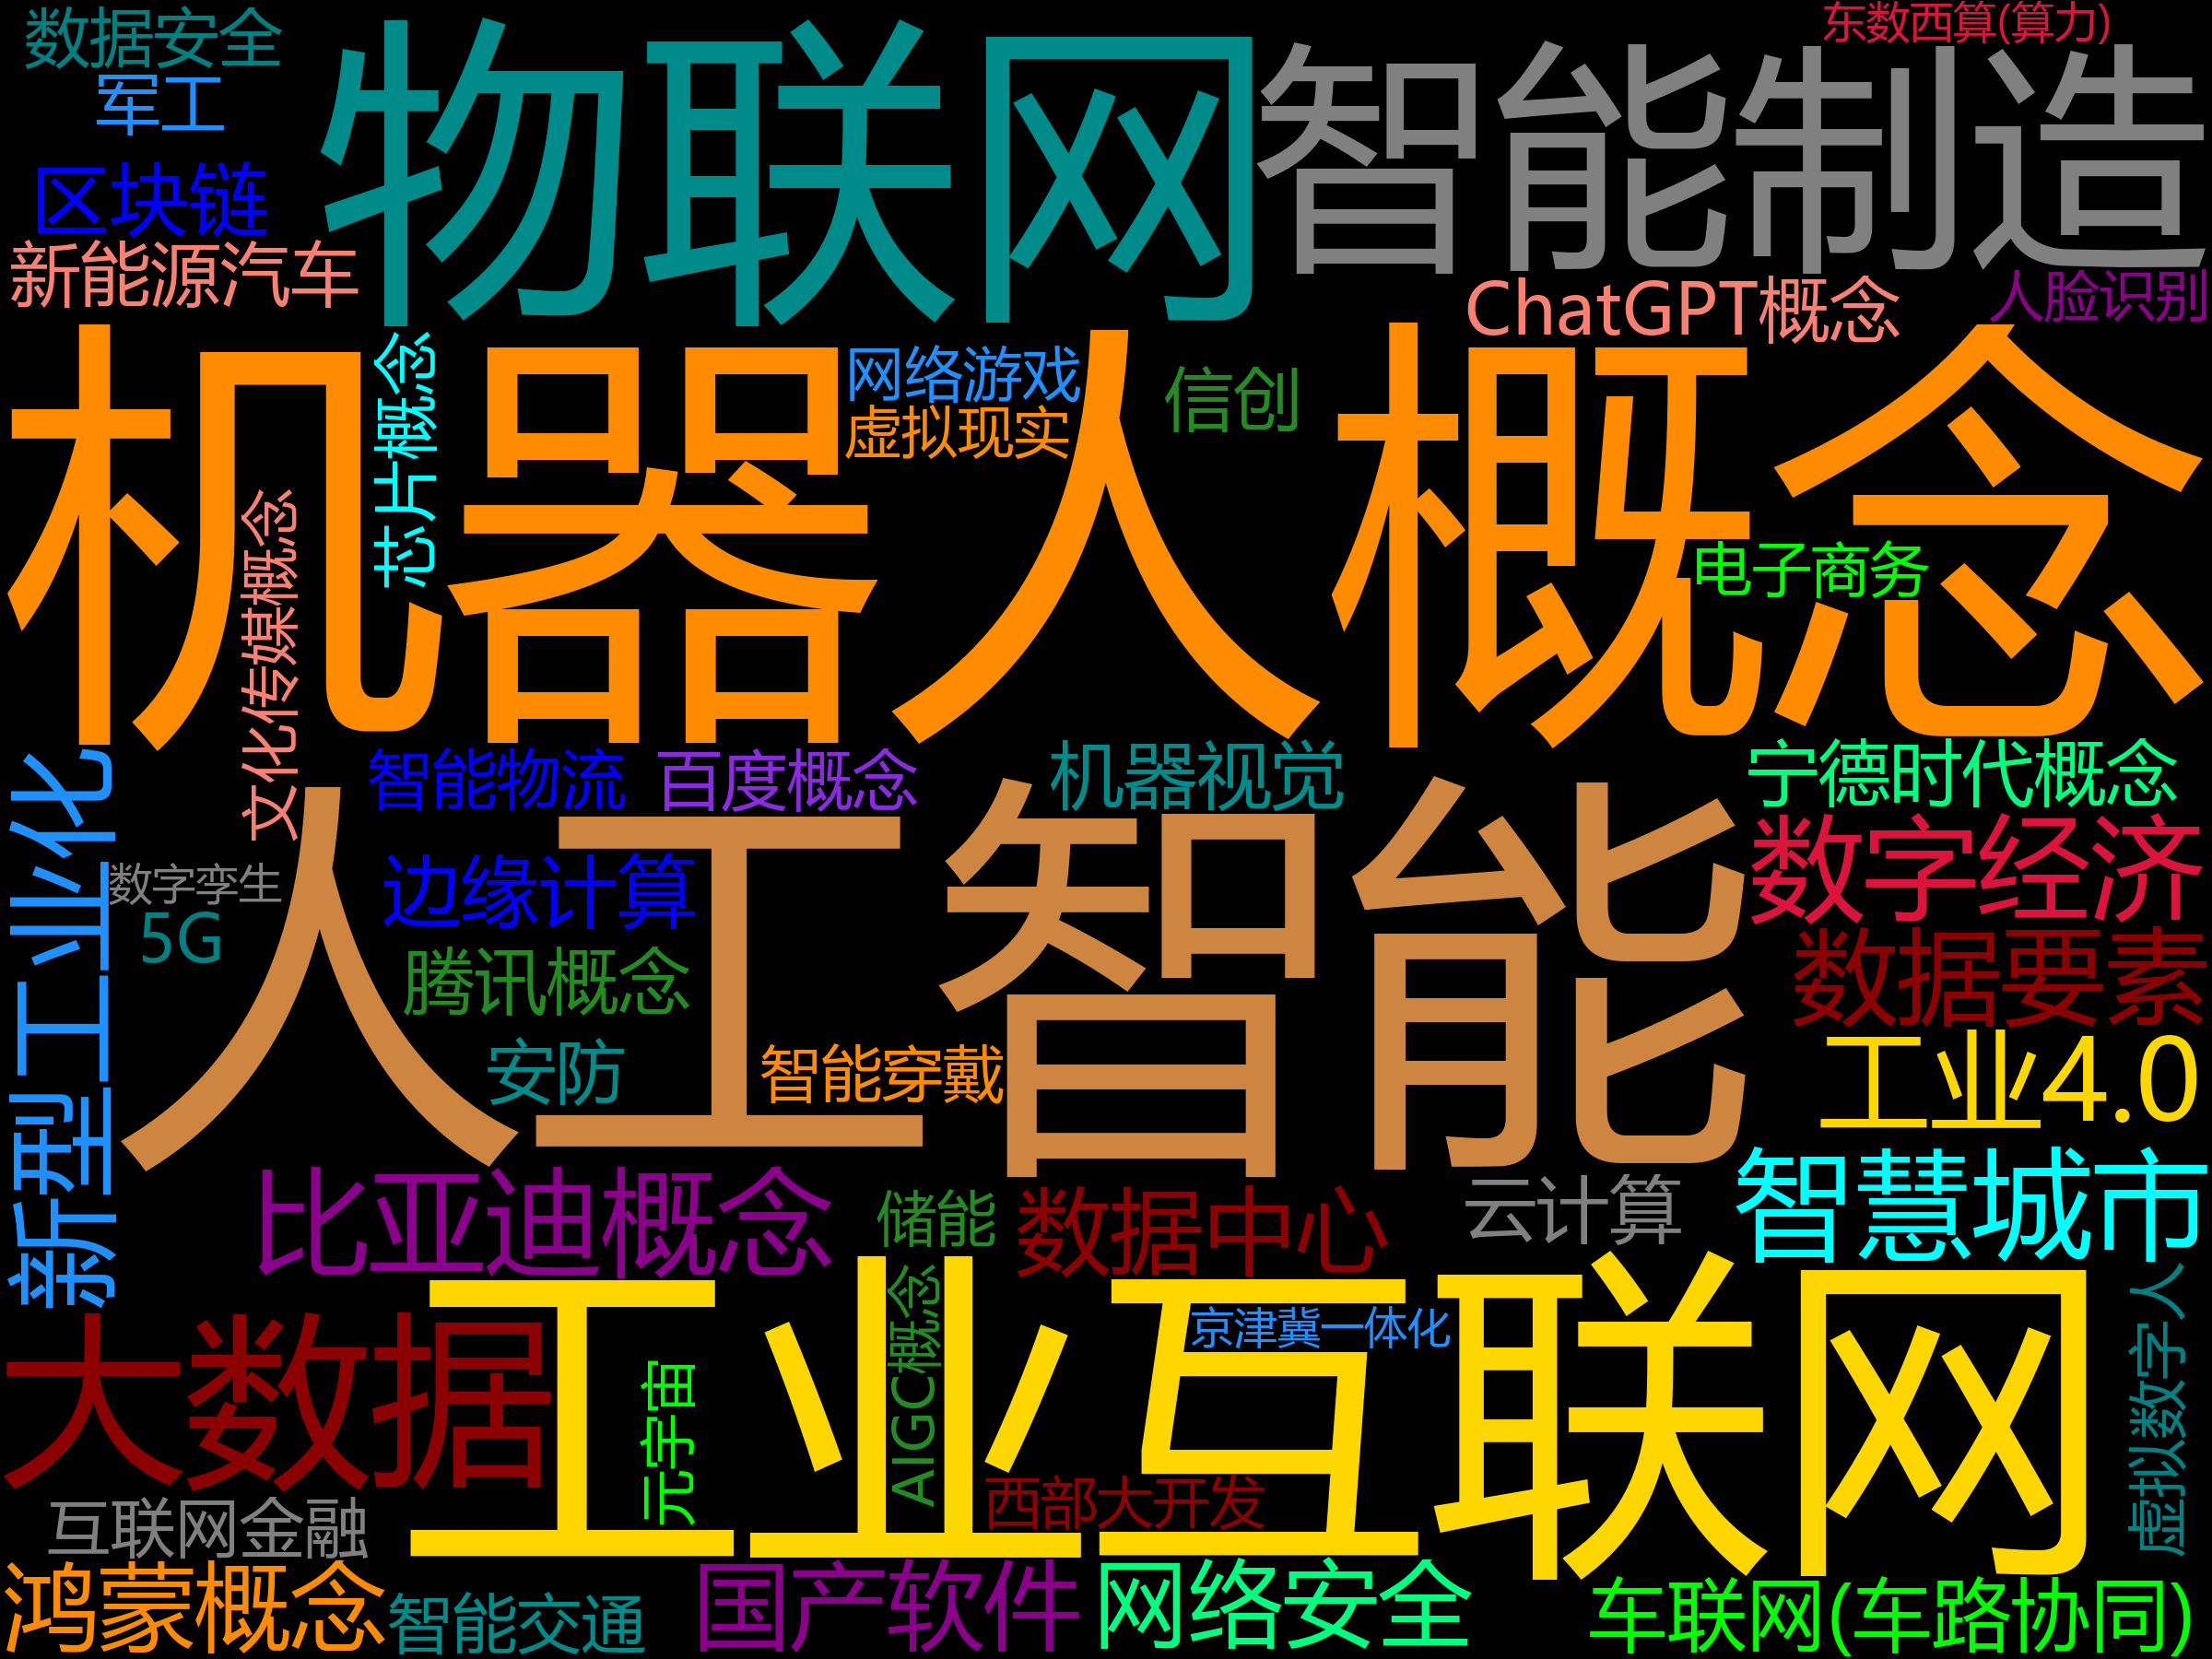 数据安全
东数西算(算力)
物联网
智能制造
军工
区块链
新能源汽车
ChatGPT概念
人脸识别
机器人概念
芯片概念
网络游戏
虚拟现实
信创
文化传媒概念
电子商务
新型工业化
智能物流
百度概念
机器视觉
宁德时代概念
人工智能
数字孪生
5G
边缘计算
数字经济
腾讯概念
数据要素
安防
智能穿戴
工业4.0
比亚迪概念
储能
数据中心
云计算
智慧城市
大数据
工业互联网
AIGC概念
京津冀一体化
虚拟数字人
元宇宙
西部大开发
互联网金融
鸿蒙概念
智能交通
国产软件
网络安全
车联网(车路协同)